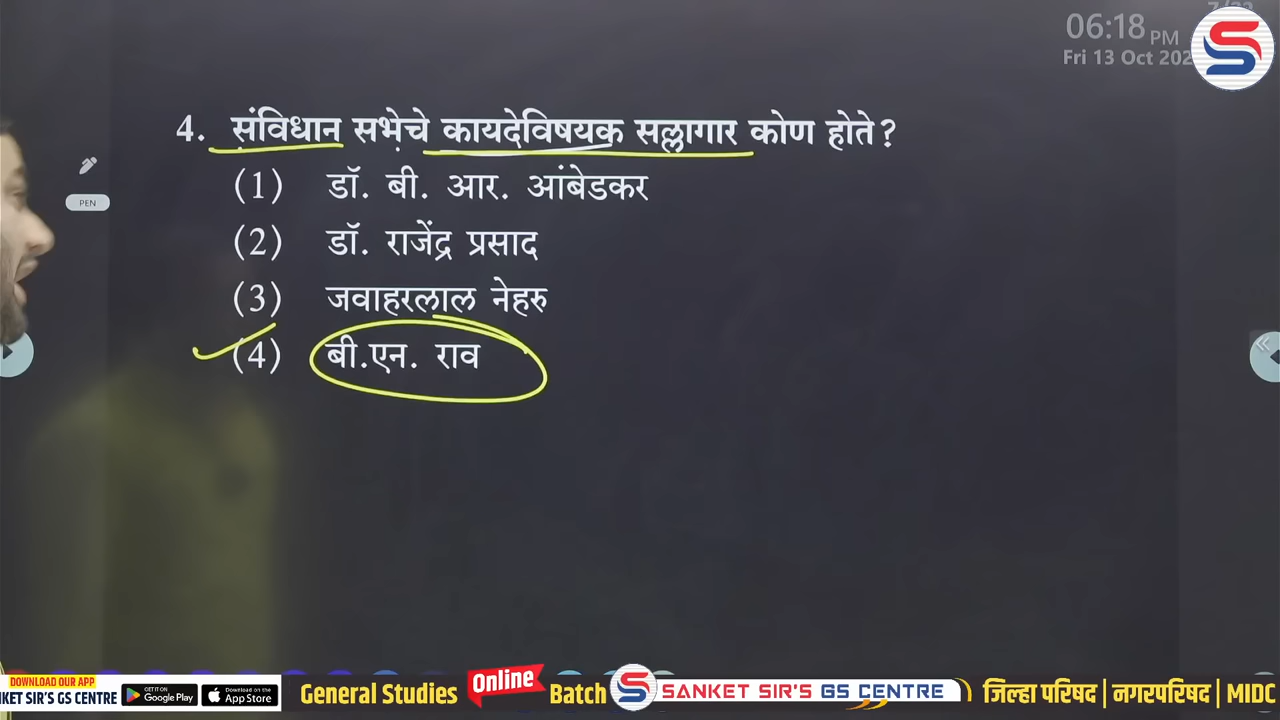 06:18 PM
Fri 13 Oct 202
4. संविधान सभेचे कायदेविषयक सल्लागार कोण होते?
(1) डॉ. बी. आर. आंबेडकर
(2) डॉ. राजेंद्र प्रसाद
(3) जवाहरलाल नेहरु
(4) बी.एन. राव
PEN
DOWNLOAD OUR APP
NKET SIR'S GS CENTRE
GET IT ON Google Play
Download on the App Store
General Studies Online Batch
SANKET SIR'S GS CENTRE
जिल्हा परिषद | नगरपरिषद | MIDC